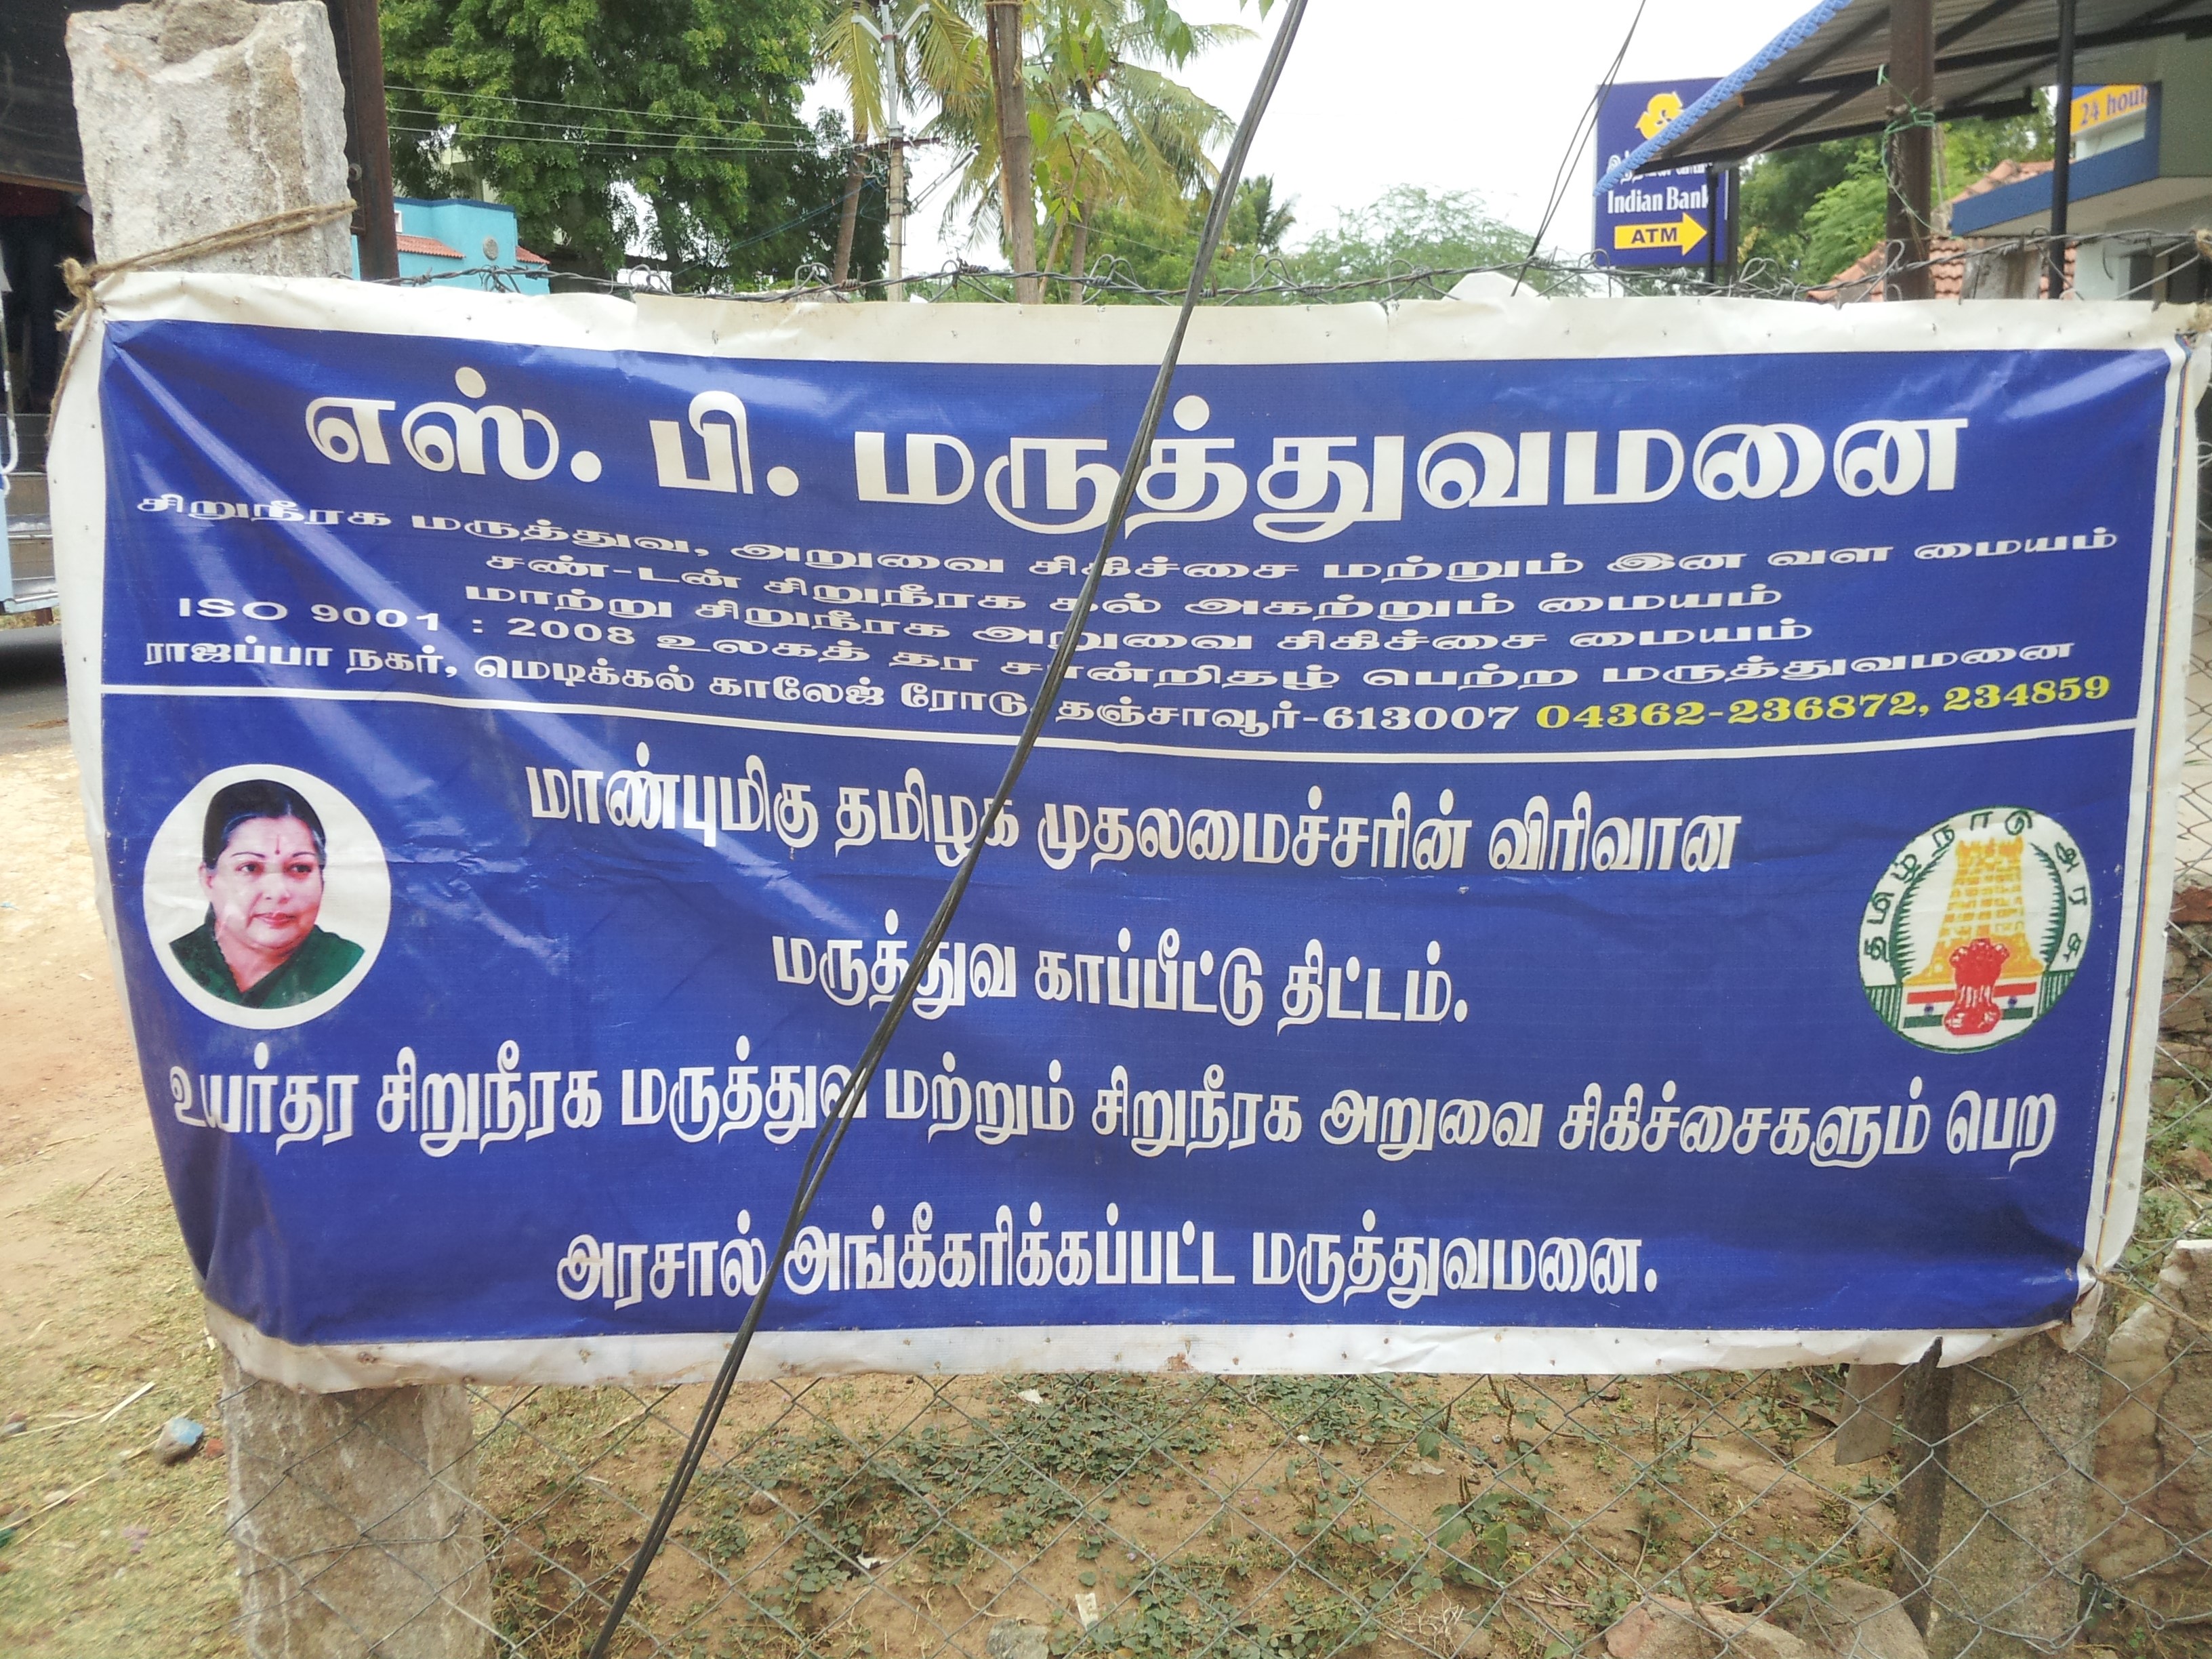 எஸ். பி. மருத்துவமனை
சிறுநீரக மருத்துவ, அறுவை சிகிச்சை மற்றும் இன வள மையம்
சண்-டன் சிறுநீரக கல் அகற்றும் மையம்
மாற்று சிறுநீரக அறுவை சிகிச்சை மையம்
ISO 9001 : 2008 உலகத் தர சான்றிதழ் பெற்ற மருத்துவமனை
ராஜப்பா நகர், மெடிக்கல் காலேஜ் ரோடு, தஞ்சாவூர்-613007 04362-236872, 234859
மாண்புமிகு தமிழக முதலமைச்சரின் விரிவான
மருத்துவ காப்பீட்டு திட்டம்.
உயர்தர சிறுநீரக மருத்துவ மற்றும் சிறுநீரக அறுவை சிகிச்சைகளும் பெற
அரசால் அங்கீகரிக்கப்பட்ட மருத்துவமனை.
தமிழ்நாடு அரசு
Indian Bank
ATM
24 hour